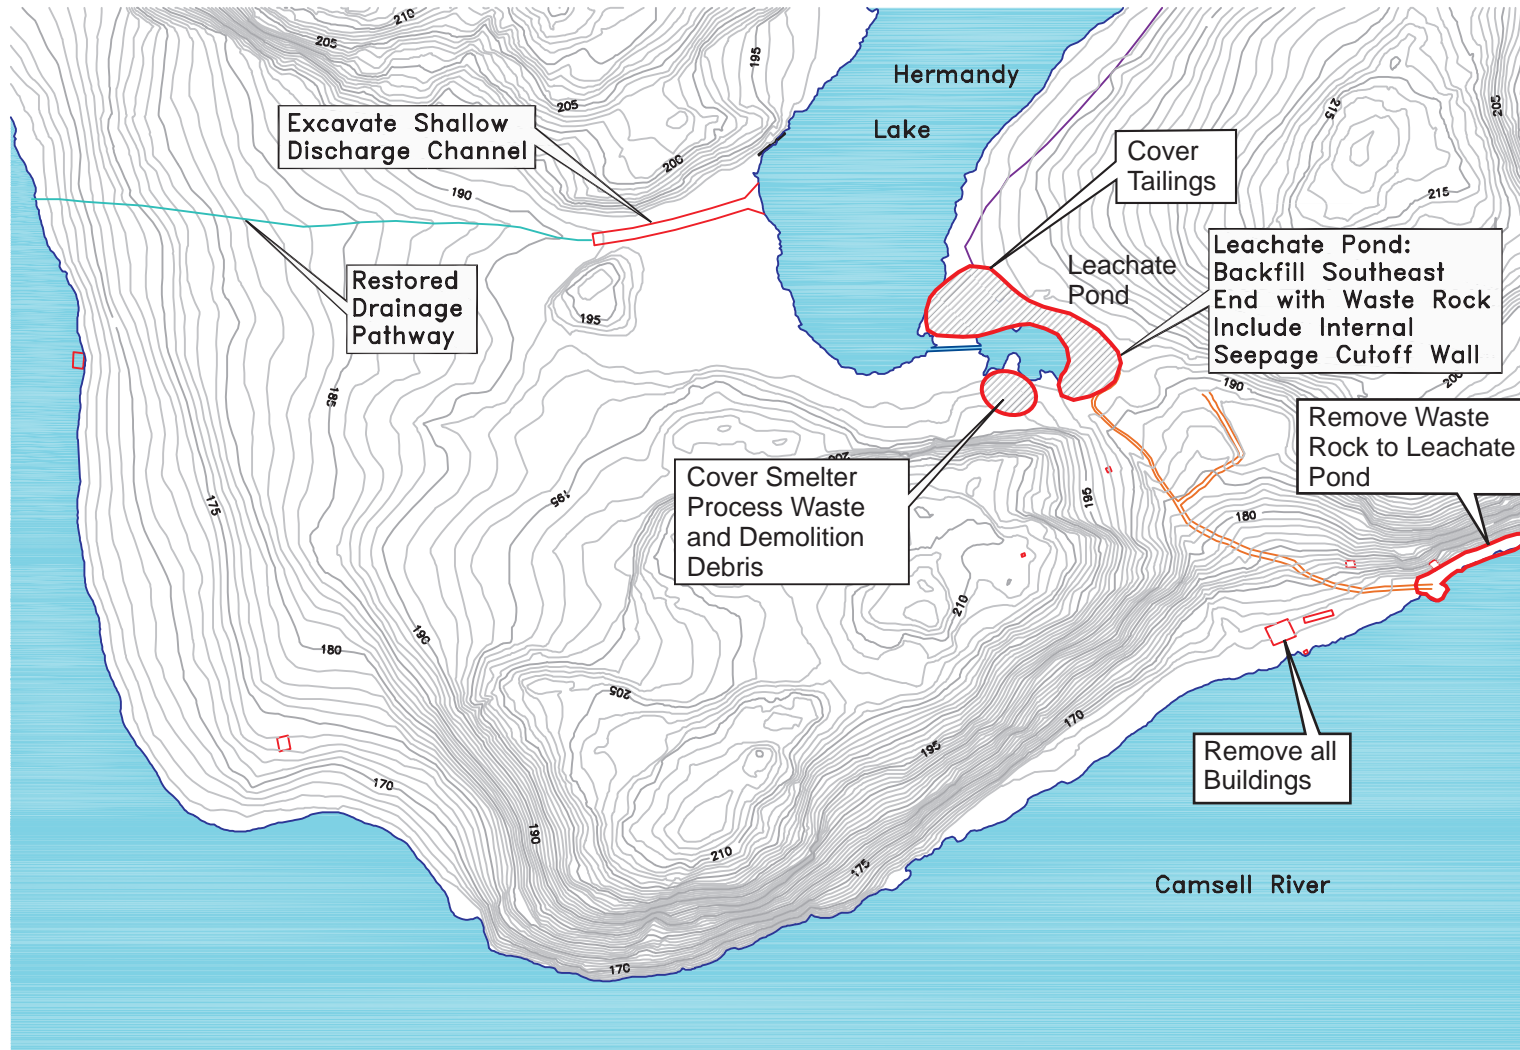 210
205
195
205
200
190
Hermandy
Lake
Excavate Shallow
Discharge Channel
Cover
Tailings
215
205
215
Leachate
Pond
Leachate Pond:
Backfill Southeast
End with Waste Rock
Include Internal
Seepage Cutoff Wall
Restored
Drainage
Pathway
195
185
190
200
Remove Waste
Rock to Leachate
Pond
200
Cover Smelter
Process Waste
and Demolition
Debris
195
195
175
180
210
190
180
205
170
195
170
Remove all
Buildings
190
210
175
170
Camsell River